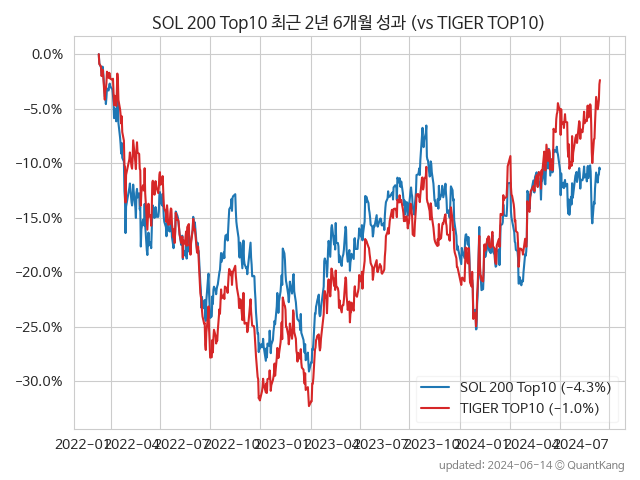 SOL 200 Top10 최근 2년 6개월 성과 (vs TIGER TOP10)
0.0%
−5.0%
−10.0%
−15.0%
−20.0%
−25.0%
−30.0%
SOL 200 Top10 (−4.3%)
TIGER TOP10 (−1.0%)
2022−01 2022−04 2022−07 2022−10 2023−01 2023−04 2023−07 2023−10 2024−01 2024−04 2024−07
updated: 2024-06-14 © QuantKang